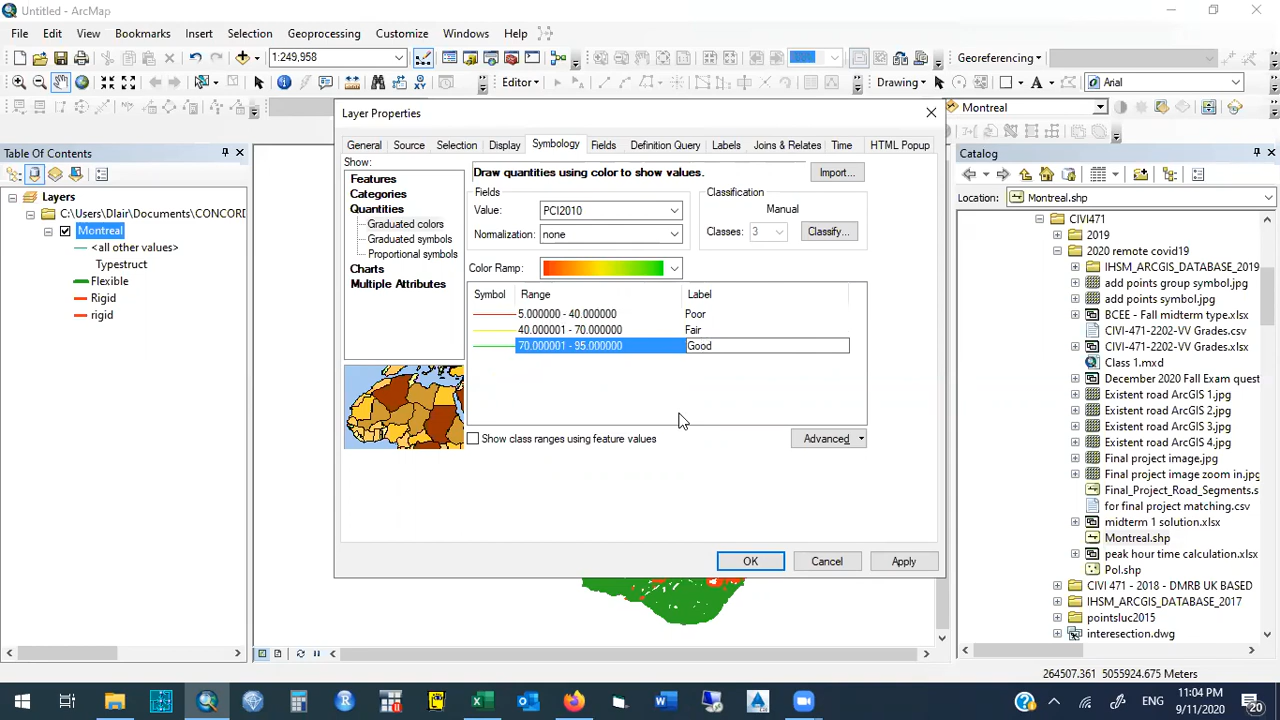 Untitled - ArcMap
File Edit View Bookmarks Insert Selection Geoprocessing Customize Windows Help
1:249,958
Georeferencing
Editor
Drawing
Arial
Montreal
Table Of Contents
Layers
C:\Users\Dlair\Documents\CONCORD
Montreal
<all other values>
Typestruct
Flexible
Rigid
rigid
Layer Properties
General Source Selection Display Symbology Fields Definition Query Labels Joins & Relates Time HTML Popup
Show:
Features
Categories
Quantities
Graduated colors
Graduated symbols
Proportional symbols
Charts
Multiple Attributes
Draw quantities using color to show values.
Import...
Fields
Value: PCI2010
Normalization: none
Classification
Manual
Classes: 3
Classify...
Color Ramp:
Symbol Range Label
5.000000 - 40.000000 Poor
40.000001 - 70.000000 Fair
70.000001 - 95.000000 Good
Show class ranges using feature values
Advanced
OK Cancel Apply
Catalog
Location: Montreal.shp
CIVI471
2019
2020 remote covid19
IHSM_ARCGIS_DATABASE_2019
add points group symbol.jpg
add points symbol.jpg
BCEE - Fall midterm type.xlsx
CIVI-471-2202-VV Grades.csv
CIVI-471-2202-VV Grades.xlsx
Class 1.mxd
December 2020 Fall Exam quest
Existent road ArcGIS 1.jpg
Existent road ArcGIS 2.jpg
Existent road ArcGIS 3.jpg
Existent road ArcGIS 4.jpg
Final project image.jpg
Final project image zoom in.jpg
Final_Project_Road_Segments.s
for final project matching.csv
midterm 1 solution.xlsx
Montreal.shp
peak hour time calculation.xlsx
Pol.shp
CIVI 471 - 2018 - DMRB UK BASED
IHSM_ARCGIS_DATABASE_2017
pointsluc2015
interesection.dwg
264507.361 5055924.675 Meters
ENG
11:04 PM
9/11/2020
20